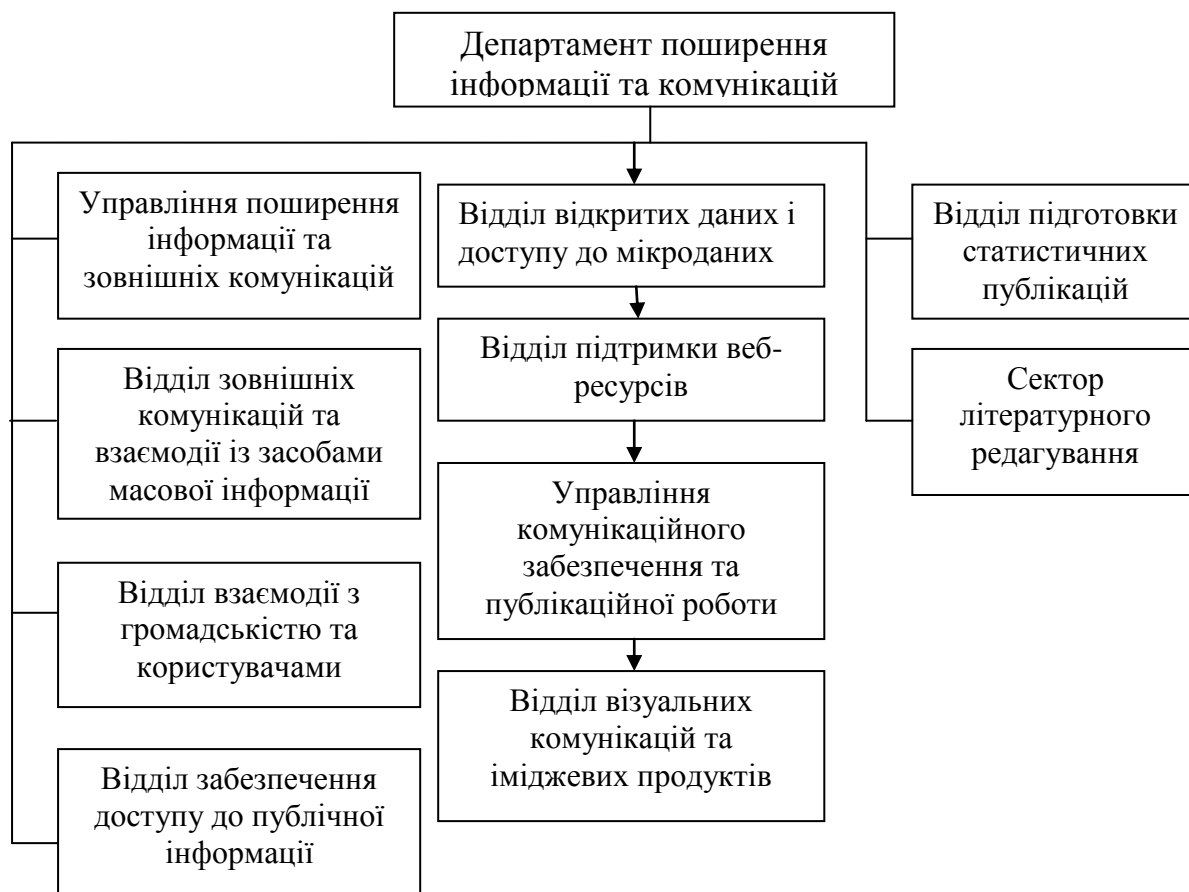 Департамент поширення
інформації та комунікацій
Управління поширення
інформації та
зовнішніх комунікацій
Відділ зовнішніх
комунікацій та
взаємодії із засобами
масової інформації
Відділ взаємодії з
громадськістю та
користувачами
Відділ забезпечення
доступу до публічної
інформації
Відділ відкритих даних і
доступу до мікроданих
Відділ підтримки веб-
ресурсів
Управління
комунікаційного
забезпечення та
публікаційної роботи
Відділ візуальних
комунікацій та
іміджевих продуктів
Відділ підготовки
статистичних
публікацій
Сектор
літературного
редагування